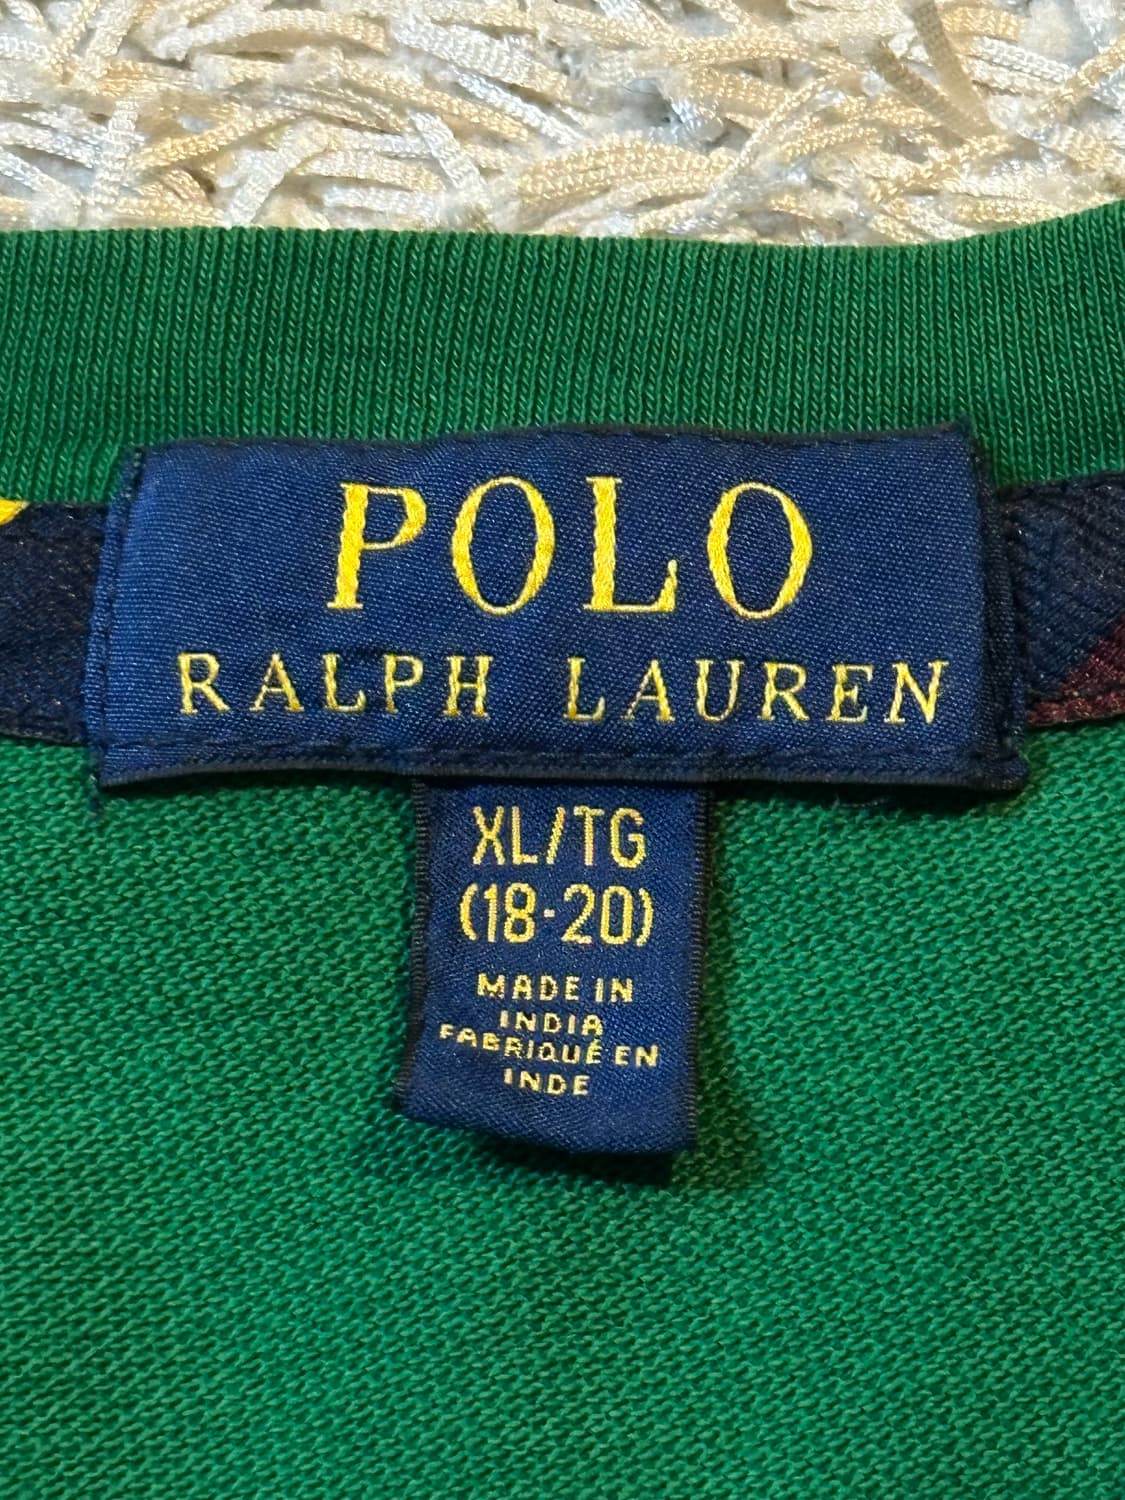 POLO
RALPH LAUREN
XL/TG
(18-20)
MADE IN
INDIA
FABRIQUÉ EN
INDE